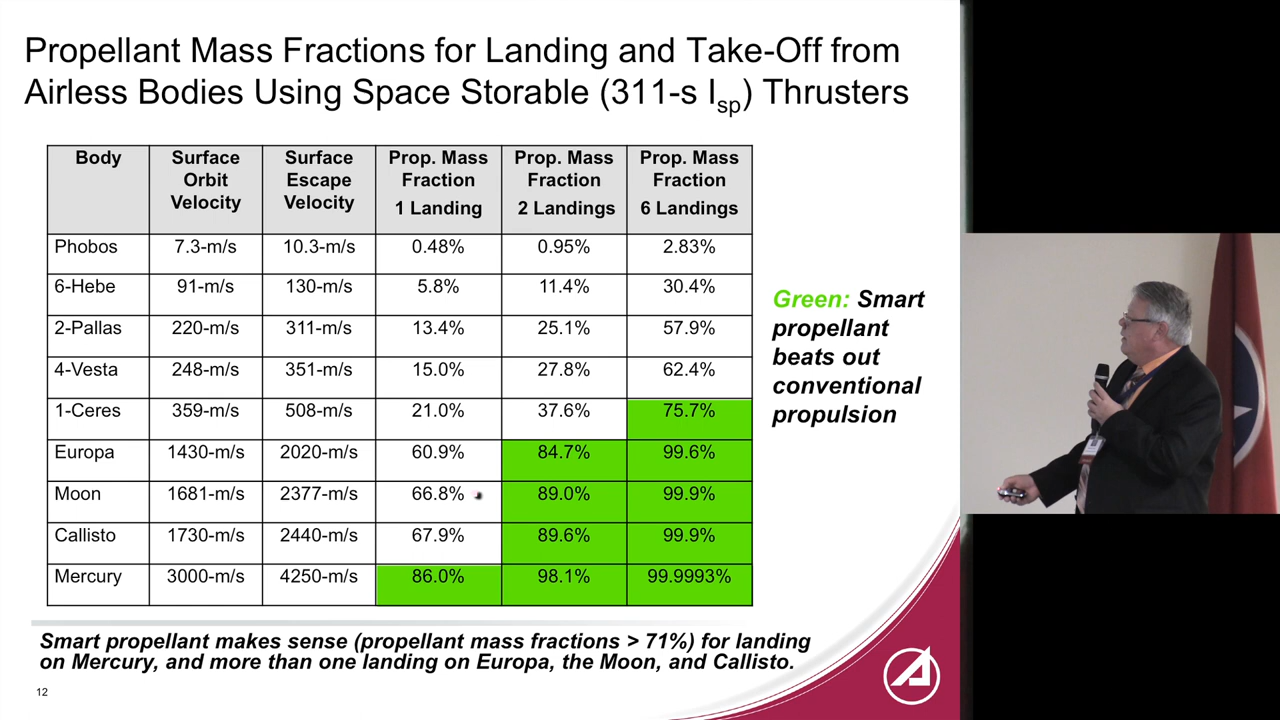 Propellant Mass Fractions for Landing and Take-Off from
Airless Bodies Using Space Storable (311-s Isp) Thrusters
Body | Surface Orbit Velocity | Surface Escape Velocity | Prop. Mass Fraction 1 Landing | Prop. Mass Fraction 2 Landings | Prop. Mass Fraction 6 Landings
Phobos | 7.3-m/s | 10.3-m/s | 0.48% | 0.95% | 2.83%
6-Hebe | 91-m/s | 130-m/s | 5.8% | 11.4% | 30.4%
2-Pallas | 220-m/s | 311-m/s | 13.4% | 25.1% | 57.9%
4-Vesta | 248-m/s | 351-m/s | 15.0% | 27.8% | 62.4%
1-Ceres | 359-m/s | 508-m/s | 21.0% | 37.6% | 75.7%
Europa | 1430-m/s | 2020-m/s | 60.9% | 84.7% | 99.6%
Moon | 1681-m/s | 2377-m/s | 66.8% | 89.0% | 99.9%
Callisto | 1730-m/s | 2440-m/s | 67.9% | 89.6% | 99.9%
Mercury | 3000-m/s | 4250-m/s | 86.0% | 98.1% | 99.9993%
Green: Smart
propellant
beats out
conventional
propulsion
Smart propellant makes sense (propellant mass fractions > 71%) for landing
on Mercury, and more than one landing on Europa, the Moon, and Callisto.
12